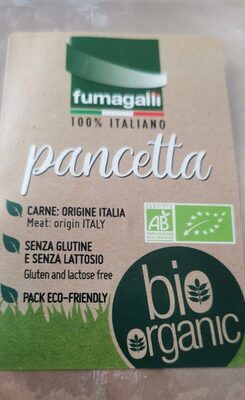 fumagalli
100% ITALIANO
pancetta
CARNE: ORIGINE ITALIA
Meat: origin ITALY
SENZA GLUTINE
E SENZA LATTOSIO
Gluten and lactose free
PACK ECO-FRIENDLY
AB
bio
organic